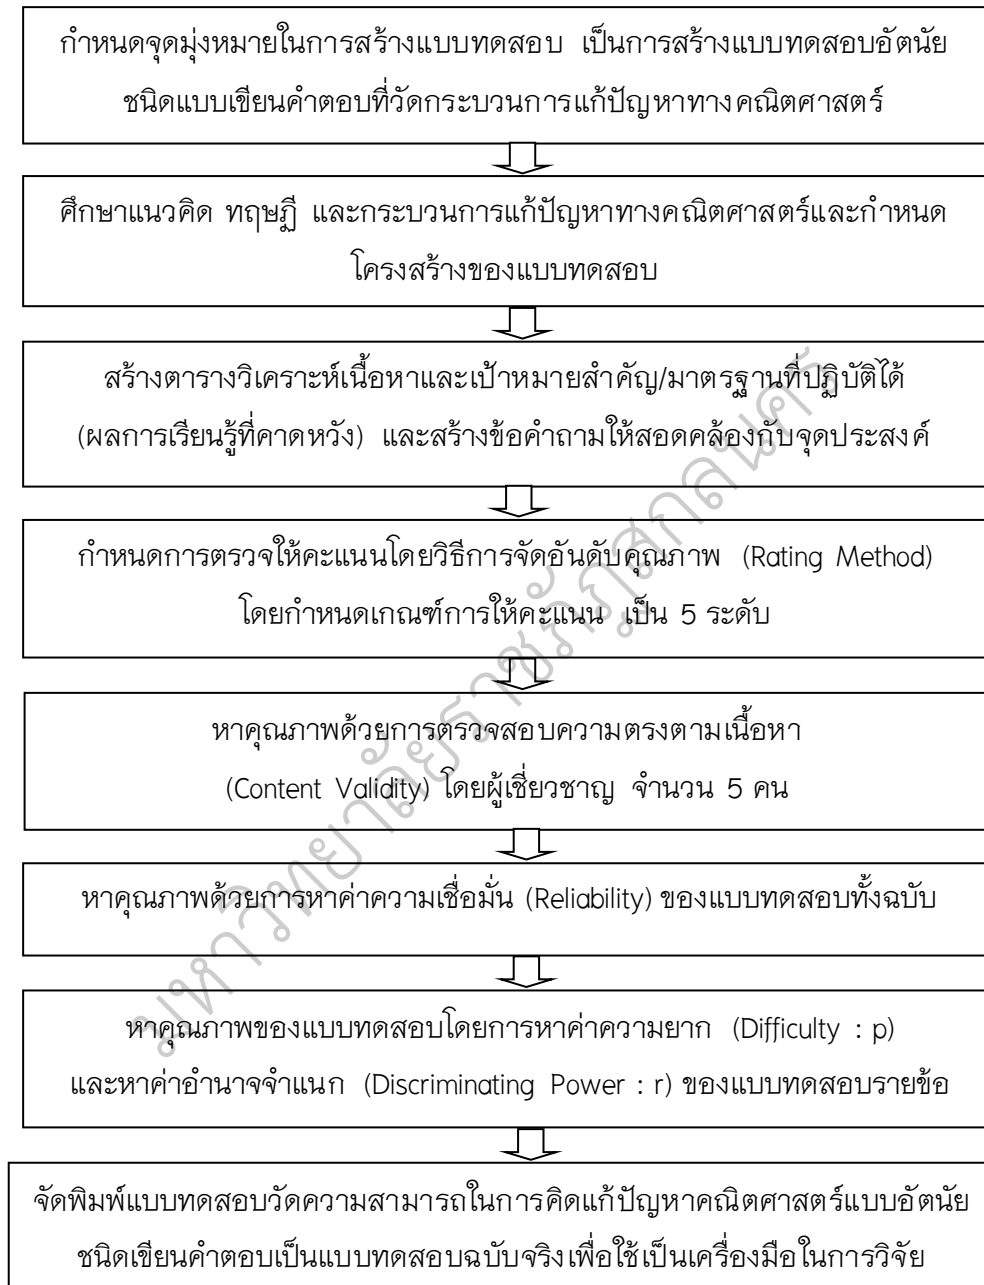 กำหนดจุดมุ่งหมายในการสร้างแบบทดสอบ เป็นการสร้างแบบทดสอบอัตนัย
ชนิดแบบเขียนคำตอบที่วัดกระบวนการแก้ปัญหาทางคณิตศาสตร์
ศึกษาแนวคิด ทฤษฏี และกระบวนการแก้ปัญหาทางคณิตศาสตร์และกำหนด
โครงสร้างของแบบทดสอบ
สร้างตารางวิเคราะห์เนื้อหาและเป้าหมายสำคัญ/มาตรฐานที่ปฏิบัติได้
(ผลการเรียนรู้ที่คาดหวัง) และสร้างข้อคำถามให้สอดคล้องกับจุดประสงค์
กำหนดการตรวจให้คะแนนโดยวิธีการจัดอันดับคุณภาพ (Rating Method)
โดยกำหนดเกณฑ์การให้คะแนน เป็น 5 ระดับ
หาคุณภาพด้วยการตรวจสอบความตรงตามเนื้อหา
(Content Validity) โดยผู้เชี่ยวชาญ จำนวน 5 คน
หาคุณภาพด้วยการหาค่าความเชื่อมั่น (Reliability) ของแบบทดสอบทั้งฉบับ
หาคุณภาพของแบบทดสอบโดยการหาค่าความยาก (Difficulty : p)
และหาค่าอำนาจจำแนก (Discriminating Power : r) ของแบบทดสอบรายข้อ
จัดพิมพ์แบบทดสอบวัดความสามารถในการคิดแก้ปัญหาคณิตศาสตร์แบบอัตนัย
ชนิดเขียนคำตอบเป็นแบบทดสอบฉบับจริงเพื่อใช้เป็นเครื่องมือในการวิจัย
มหาวิทยาลัยราชภัฏสกลนคร